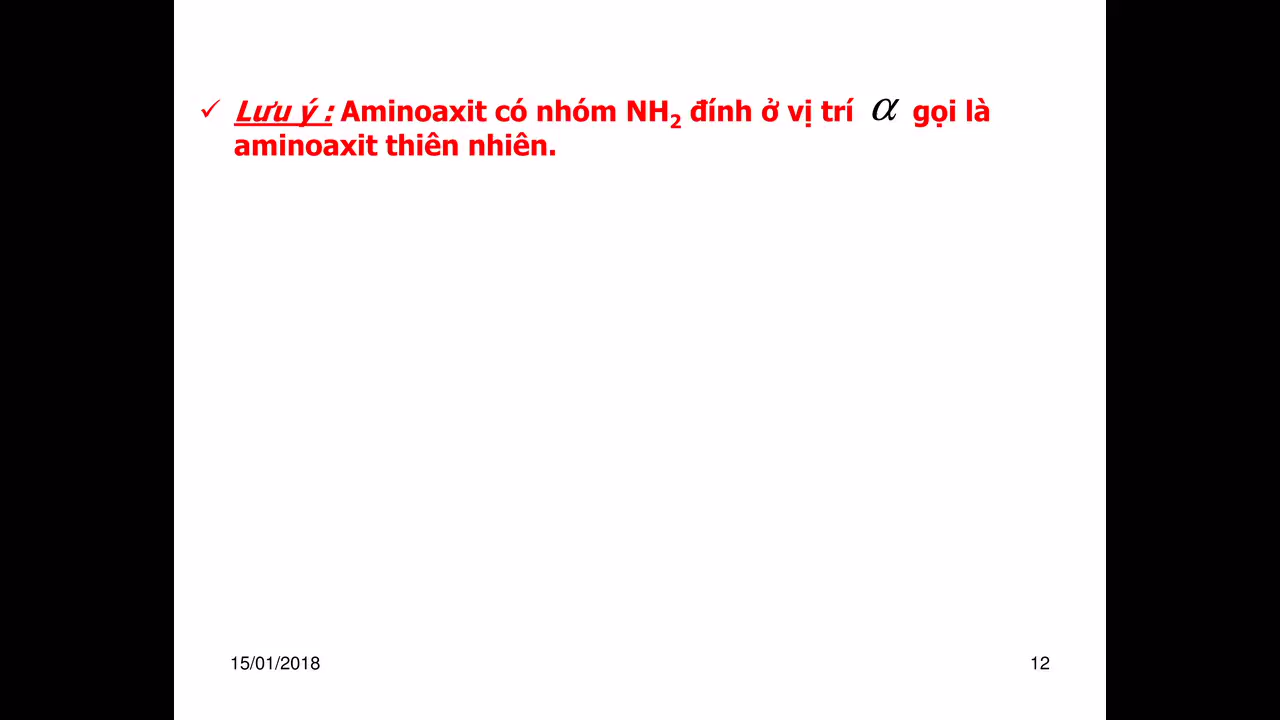 ✓ Lưu ý : Aminoaxit có nhóm NH₂ đính ở vị trí α gọi là
aminoaxit thiên nhiên.
15/01/2018
12